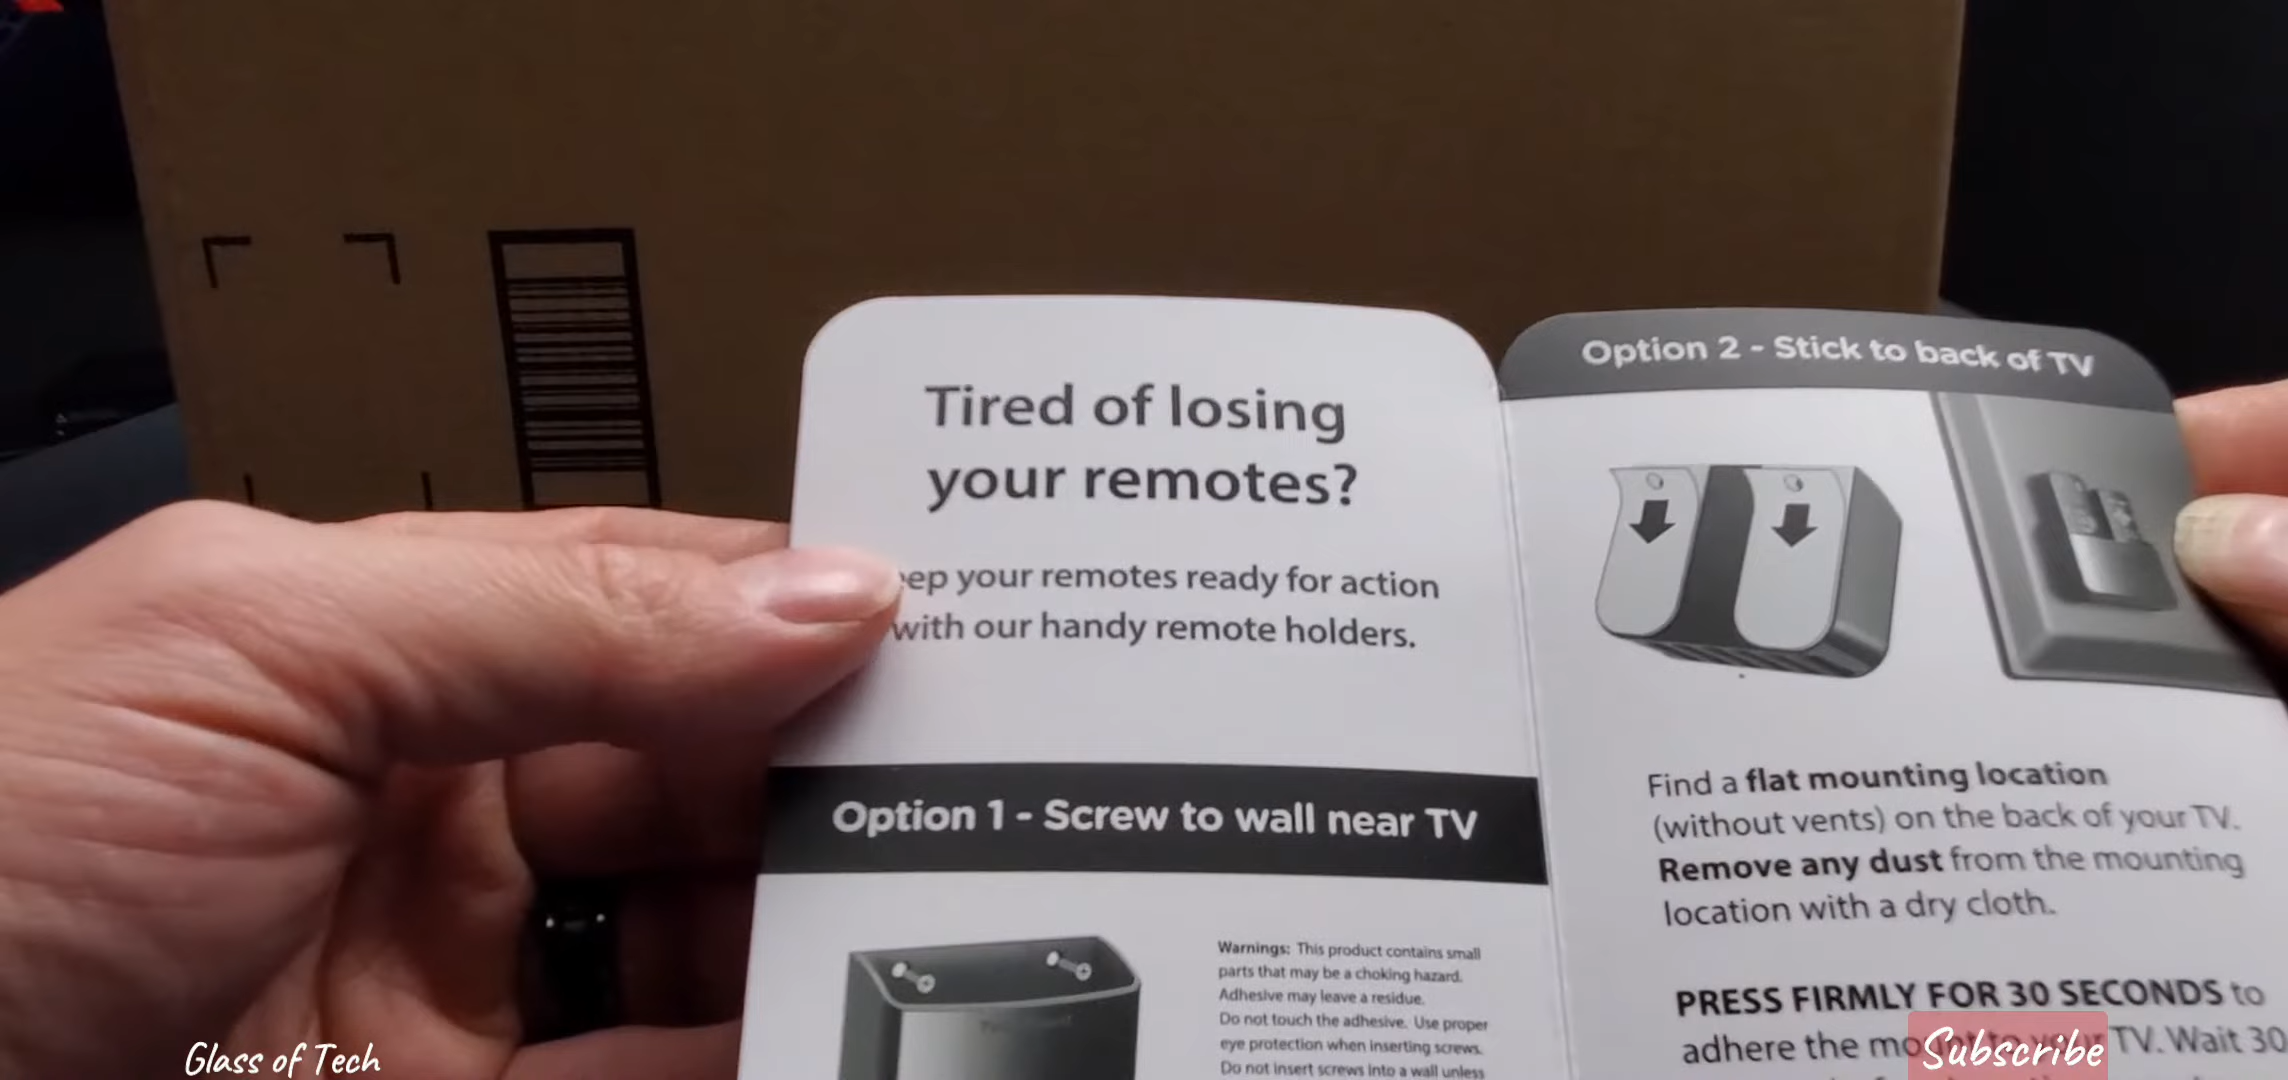 Tired of losing
your remotes?
your remotes ready for action
with our handy remote holders.
Option 1 - Screw to wall near TV
Warnings: This product contains small
parts that may be a choking hazard.
Adhesive may leave a residue.
Do not touch the adhesive. Use proper
eye protection when inserting screws.
Do not insert screws into a wall unless
Option 2 - Stick to back of TV
Find a flat mounting location
(without vents) on the back of your TV.
Remove any dust from the mounting
location with a dry cloth.
PRESS FIRMLY FOR 30 SECONDS to
adhere the mount to your TV. Wait 30
Glass of Tech
Subscribe